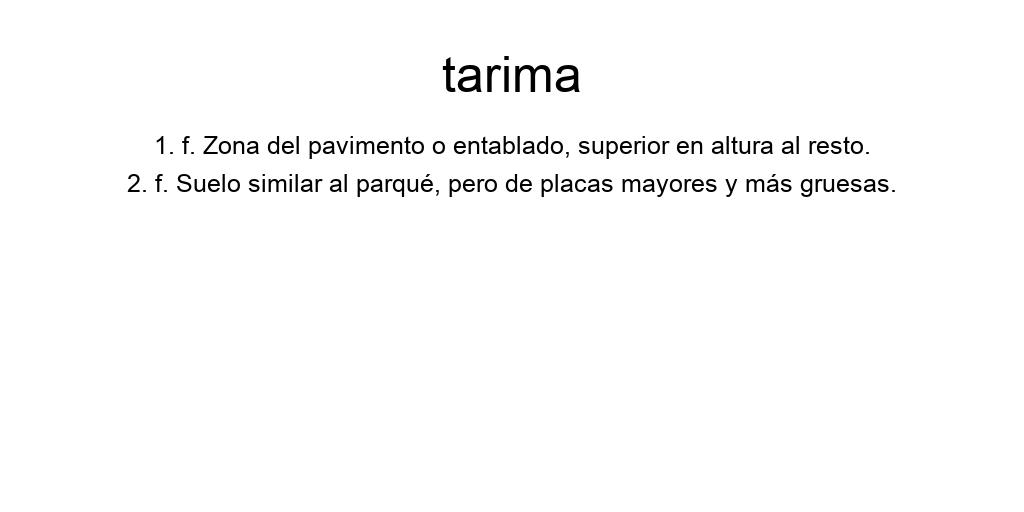 tarima
1. f. Zona del pavimento o entablado, superior en altura al resto.
2. f. Suelo similar al parqué, pero de placas mayores y más gruesas.